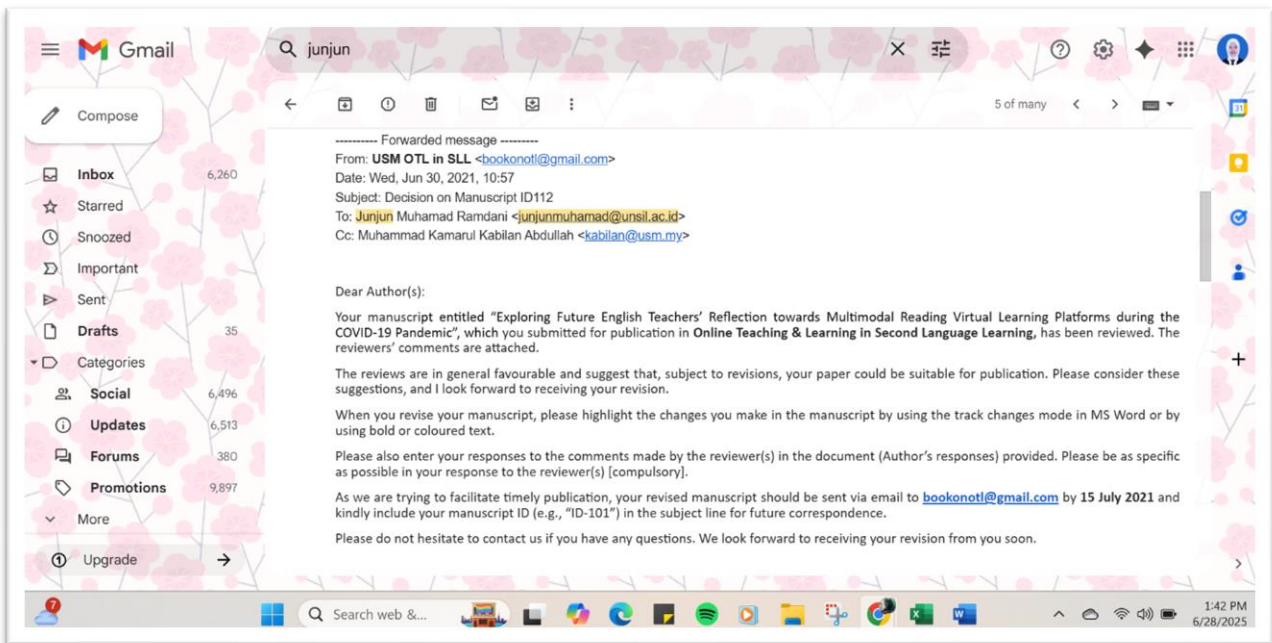 Gmail
junjun
Compose
5 of many
31
Inbox 6,260
Starred
Snoozed
Important
Sent
Drafts 35
Categories
Social 6,496
Updates 6,513
Forums 380
Promotions 9,897
More
Upgrade
---------- Forwarded message ---------
From: USM OTL in SLL <bookonotl@gmail.com>
Date: Wed, Jun 30, 2021, 10:57
Subject: Decision on Manuscript ID112
To: Junjun Muhamad Ramdani <junjunmuhamad@unsil.ac.id>
Cc: Muhammad Kamarul Kabilan Abdullah <kabilan@usm.my>
Dear Author(s):
Your manuscript entitled “Exploring Future English Teachers’ Reflection towards Multimodal Reading Virtual Learning Platforms during the
COVID-19 Pandemic”, which you submitted for publication in Online Teaching & Learning in Second Language Learning, has been reviewed. The
reviewers’ comments are attached.
The reviews are in general favourable and suggest that, subject to revisions, your paper could be suitable for publication. Please consider these
suggestions, and I look forward to receiving your revision.
When you revise your manuscript, please highlight the changes you make in the manuscript by using the track changes mode in MS Word or by
using bold or coloured text.
Please also enter your responses to the comments made by the reviewer(s) in the document (Author’s responses) provided. Please be as specific
as possible in your response to the reviewer(s) [compulsory].
As we are trying to facilitate timely publication, your revised manuscript should be sent via email to bookonotl@gmail.com by 15 July 2021 and
kindly include your manuscript ID (e.g., “ID-101”) in the subject line for future correspondence.
Please do not hesitate to contact us if you have any questions. We look forward to receiving your revision from you soon.
7
Search web &...
1:42 PM
6/28/2025